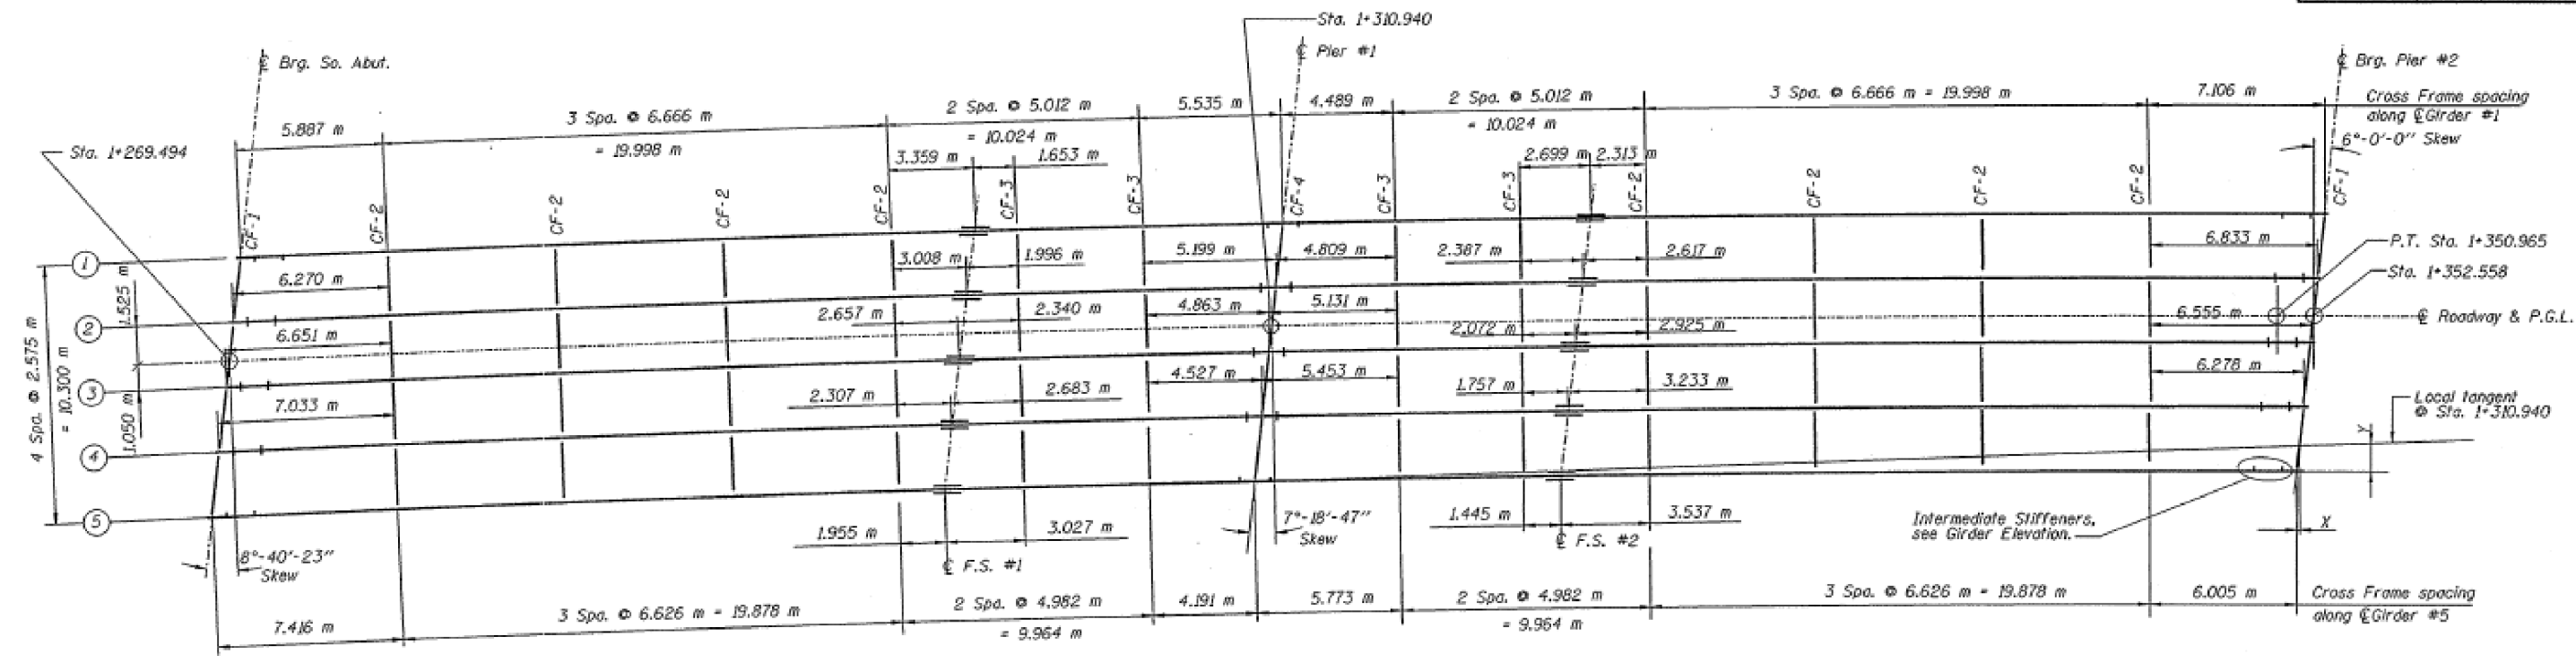 Sta. 1+310.940
℄ Pier #1
℄ Brg. So. Abut.
℄ Brg. Pier #2
5.887 m
3 Spa. @ 6.666 m
= 19.998 m
2 Spa. @ 5.012 m
= 10.024 m
5.535 m
4.489 m
2 Spa. @ 5.012 m
= 10.024 m
3 Spa. @ 6.666 m = 19.998 m
7.106 m
Cross Frame spacing
along ℄ Girder #1
6°-0'-0" Skew
Sta. 1+269.494
3.359 m
1.653 m
2.699 m
2.313 m
CF-1
CF-2
CF-2
CF-2
CF-2
CF-3
CF-3
CF-4
CF-3
CF-3
CF-2
CF-2
CF-2
CF-2
CF-1
1
2
3
4
5
4 Spa. @ 2.575 m
= 10.300 m
1.525 m
1.050 m
6.270 m
3.008 m
1.996 m
5.199 m
4.809 m
2.387 m
2.617 m
6.833 m
P.T. Sta. 1+350.965
Sta. 1+352.558
6.651 m
2.657 m
2.340 m
4.863 m
5.131 m
2.072 m
2.925 m
6.555 m
℄ Roadway & P.G.L.
7.033 m
2.307 m
2.683 m
4.527 m
5.453 m
1.757 m
3.233 m
6.278 m
Local tangent
@ Sta. 1+310.940
Y
X
8°-40'-23"
Skew
1.955 m
3.027 m
℄ F.S. #1
7°-18'-47"
Skew
1.445 m
3.537 m
℄ F.S. #2
Intermediate Stiffeners,
see Girder Elevation.
7.416 m
3 Spa. @ 6.626 m = 19.878 m
2 Spa. @ 4.982 m
= 9.964 m
4.191 m
5.773 m
2 Spa. @ 4.982 m
= 9.964 m
3 Spa. @ 6.626 m = 19.878 m
6.005 m
Cross Frame spacing
along ℄ Girder #5